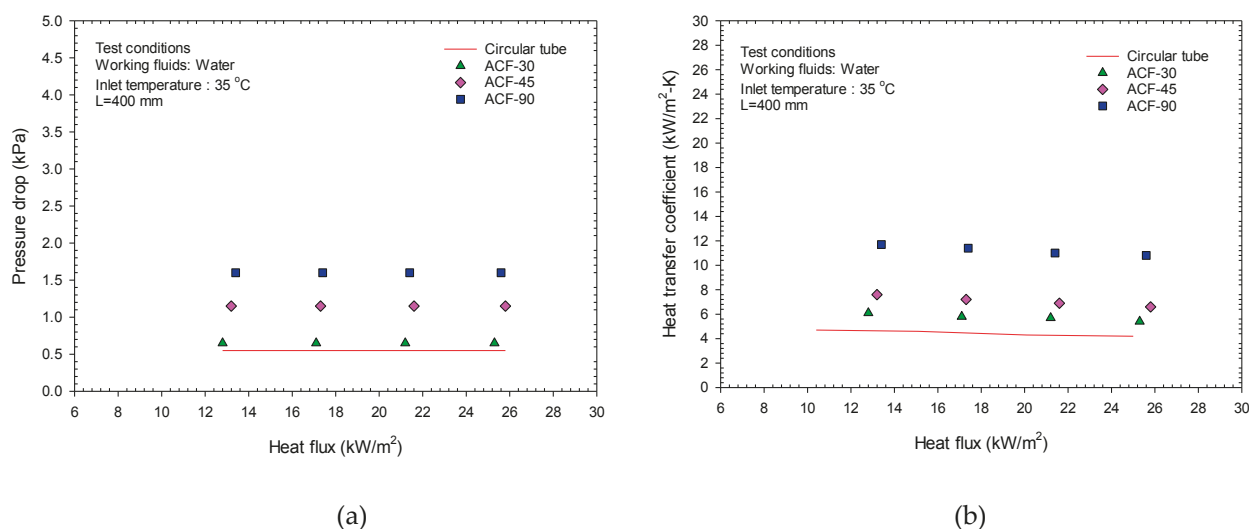 5.0
4.5
4.0
3.5
3.0
2.5
2.0
1.5
1.0
0.5
0.0
Pressure drop (kPa)
Test conditions
Working fluids: Water
Inlet temperature : 35 °C
L=400 mm
Circular tube
ACF-30
ACF-45
ACF-90
6 8 10 12 14 16 18 20 22 24 26 28 30
Heat flux (kW/m²)
(a)
30
28
26
24
22
20
18
16
14
12
10
8
6
4
2
0
Heat transfer coefficient (kW/m²-K)
Test conditions
Working fluids: Water
Inlet temperature : 35 °C
L=400 mm
Circular tube
ACF-30
ACF-45
ACF-90
6 8 10 12 14 16 18 20 22 24 26 28 30
Heat flux (kW/m²)
(b)